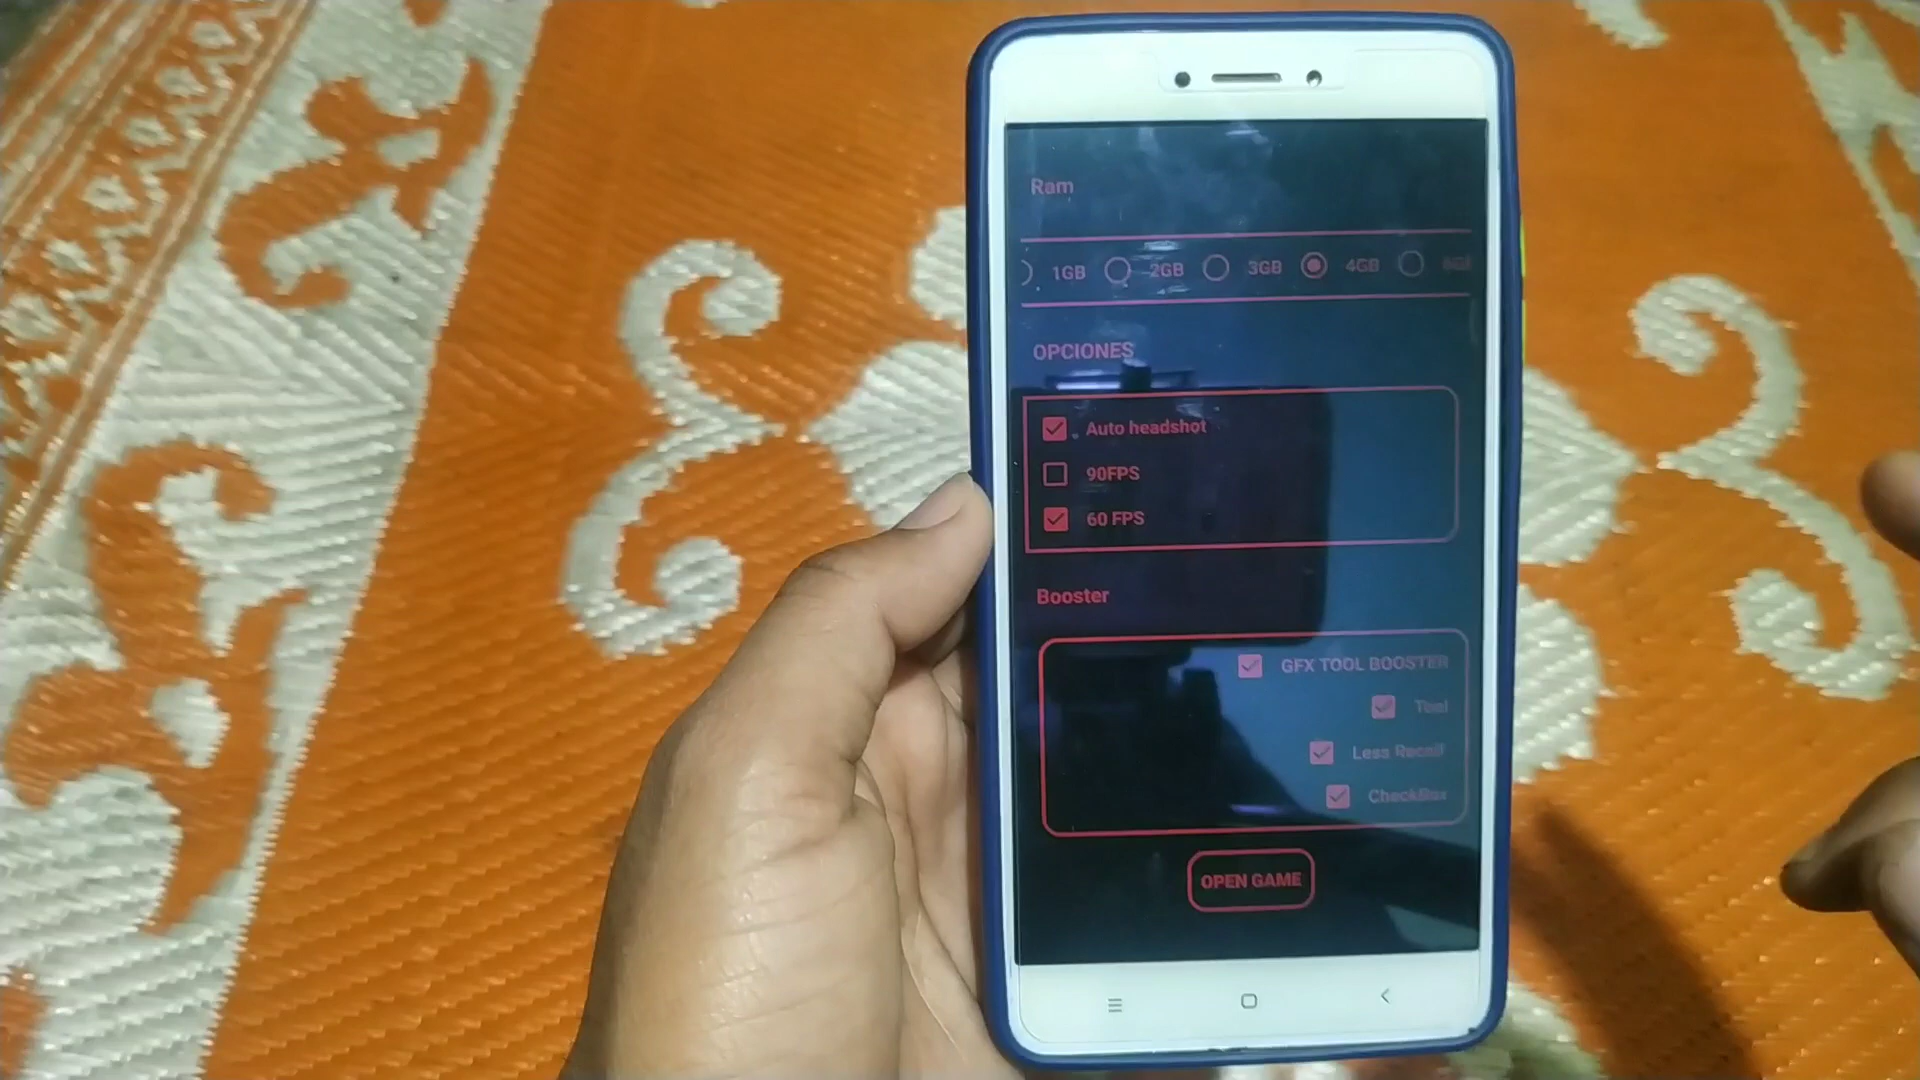 Ram
1GB 2GB 3GB 4GB
OPCIONES
Auto headshot
90FPS
60 FPS
Booster
GFX TOOL BOOSTER
Tool
Less Recoil
CheckBox
OPEN GAME